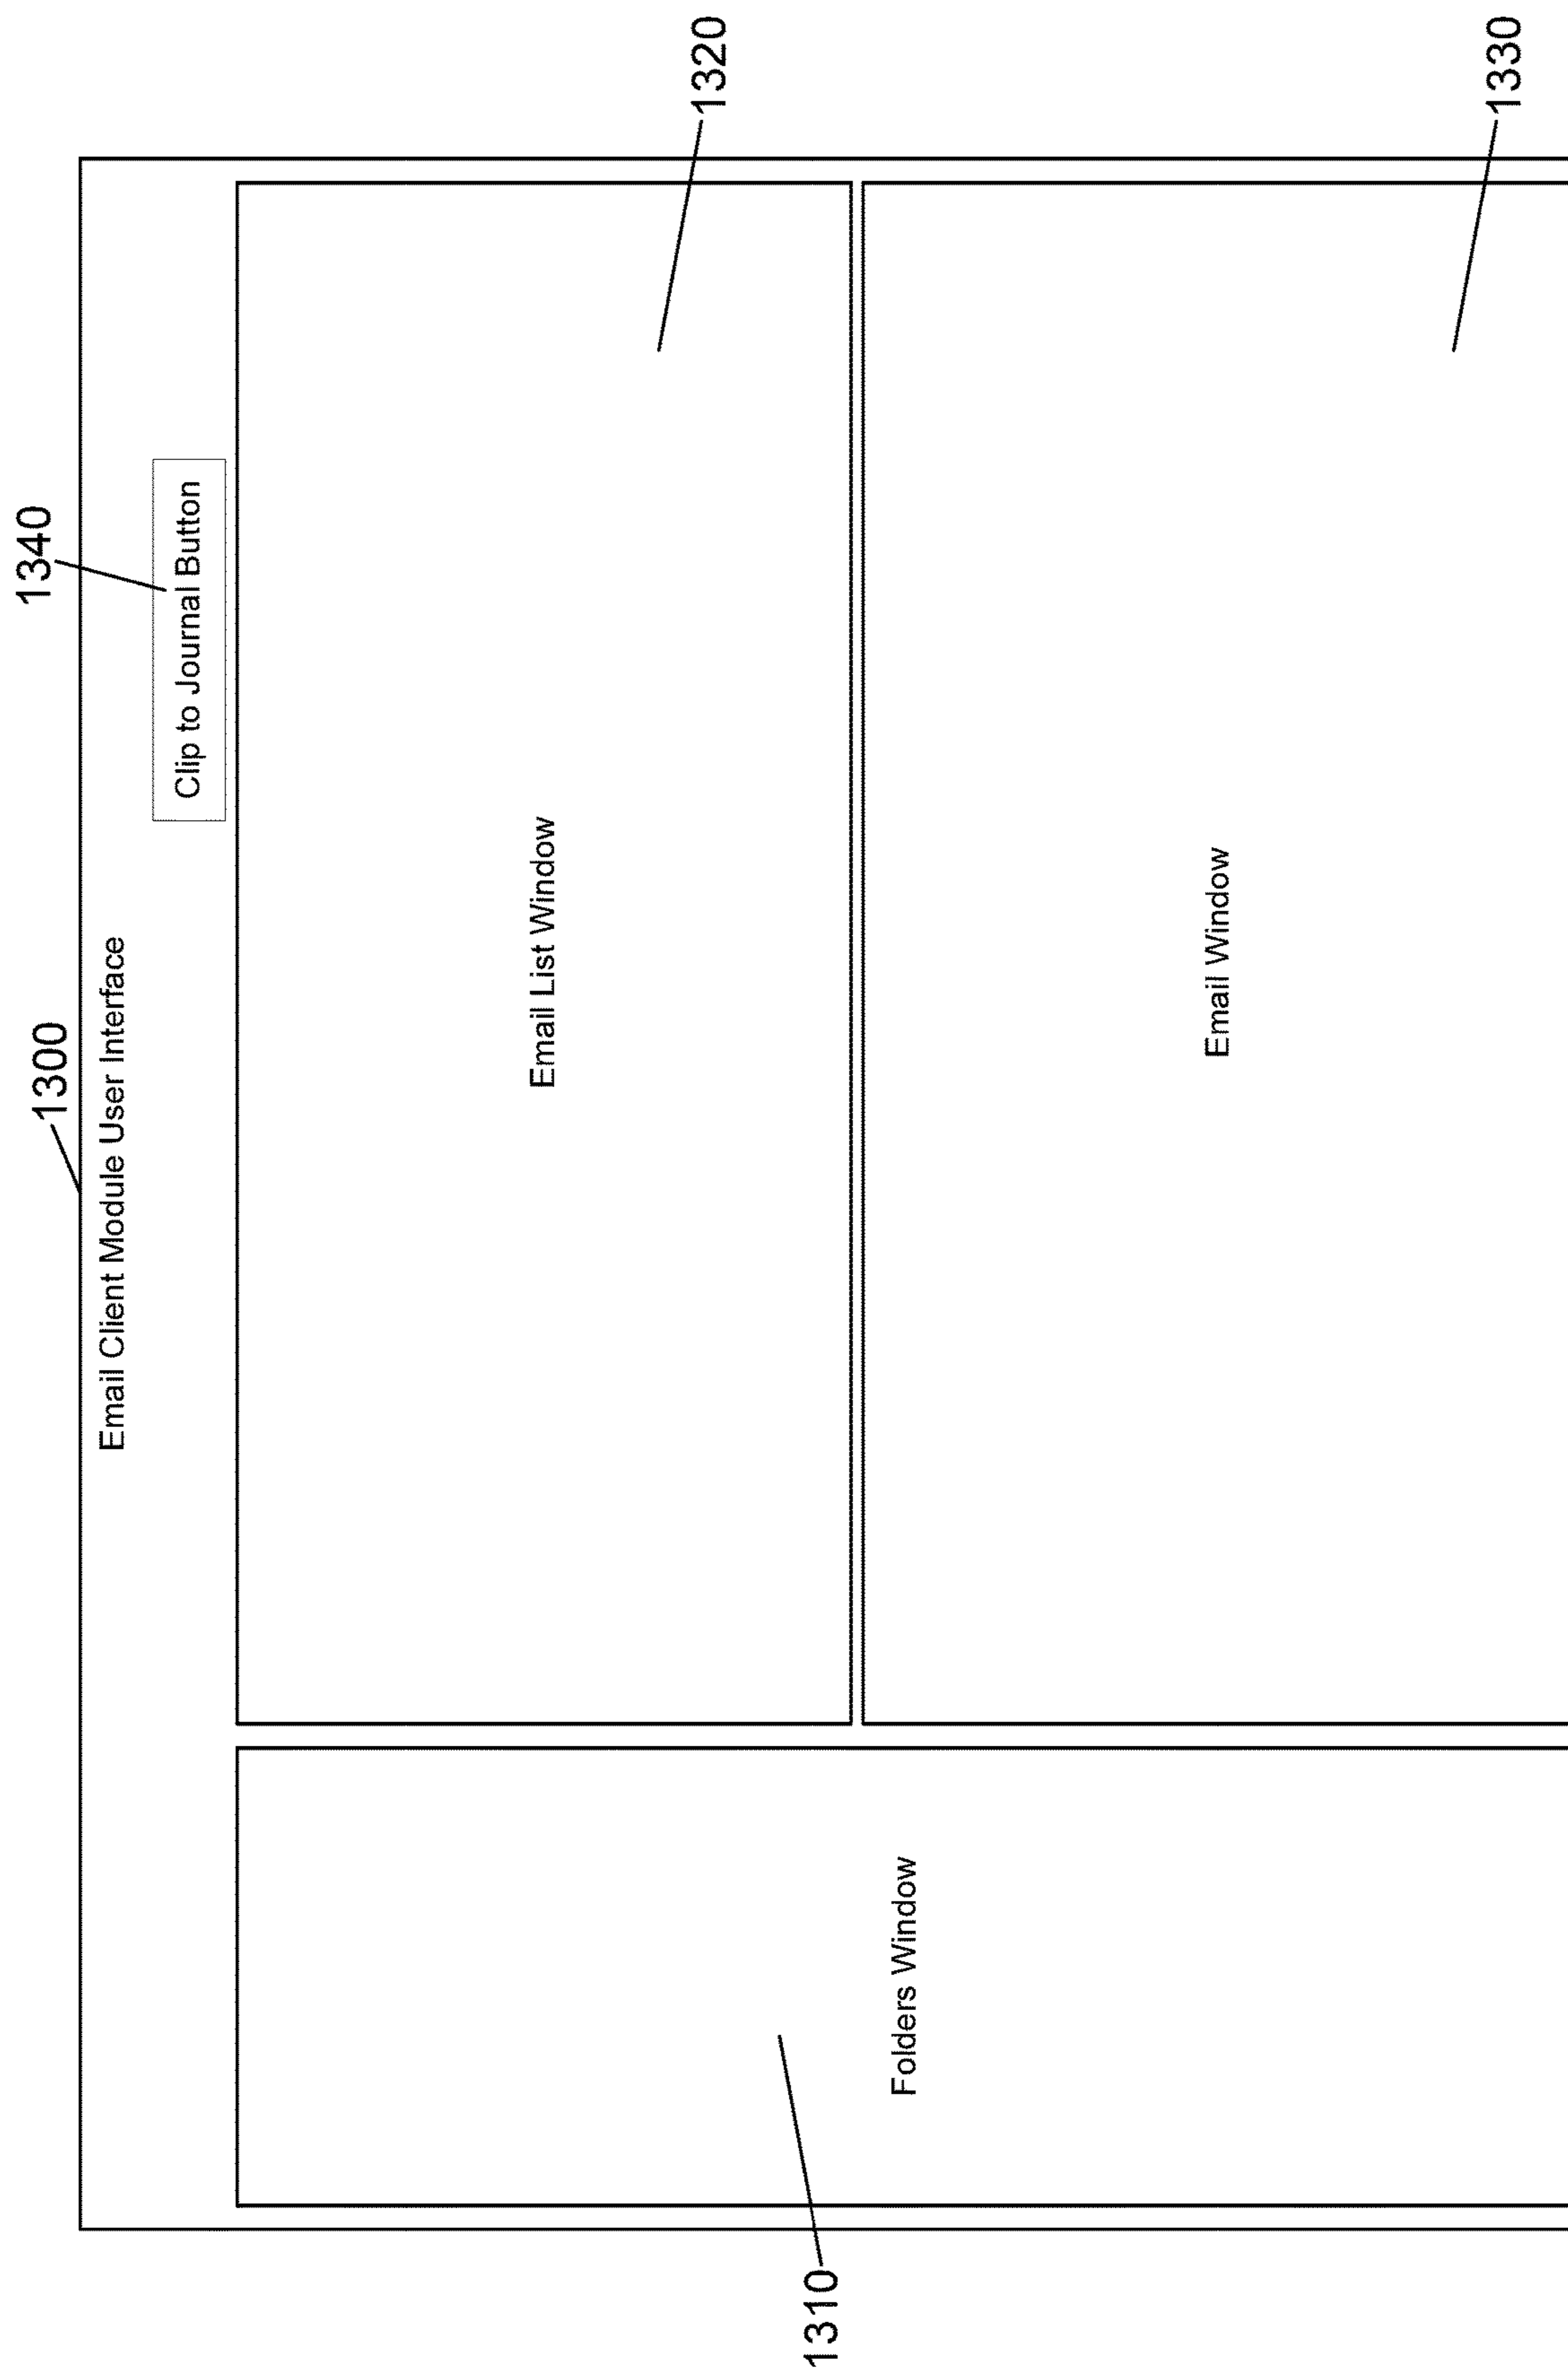 1300
1340
Email Client Module User Interface
Clip to Journal Button
Email List Window
1320
Folders Window
1310
Email Window
1330